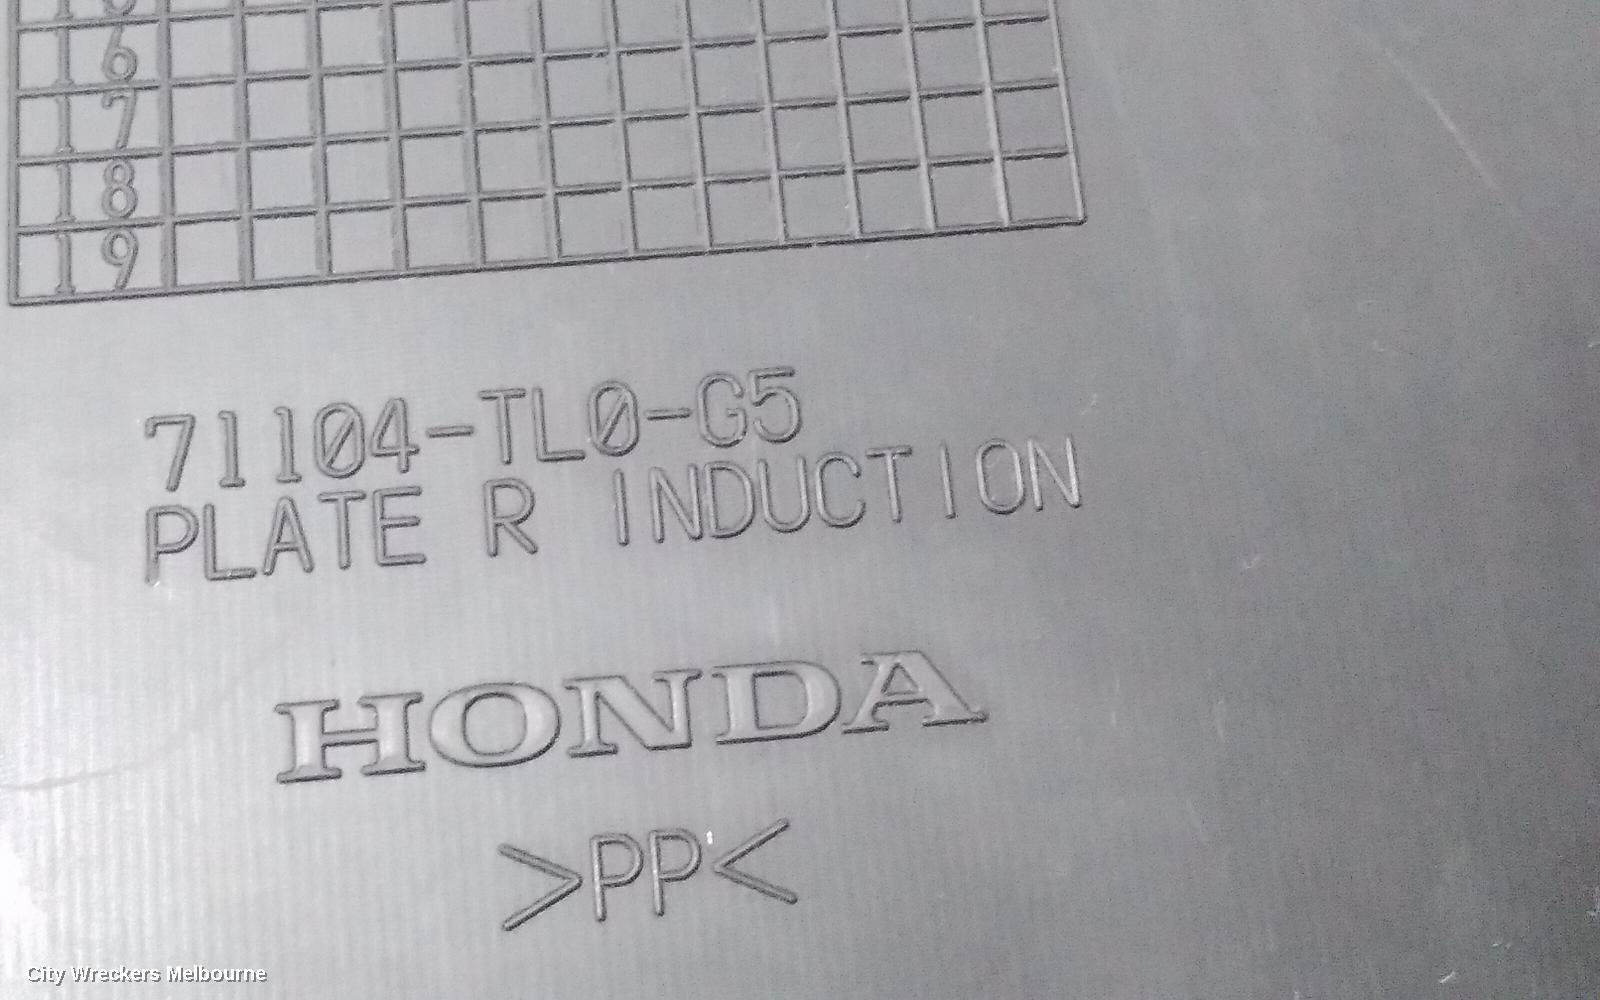 16
17
18
19
71104-TL0-G5
PLATE R INDUCTION
HONDA
>PP<
City Wreckers Melbourne